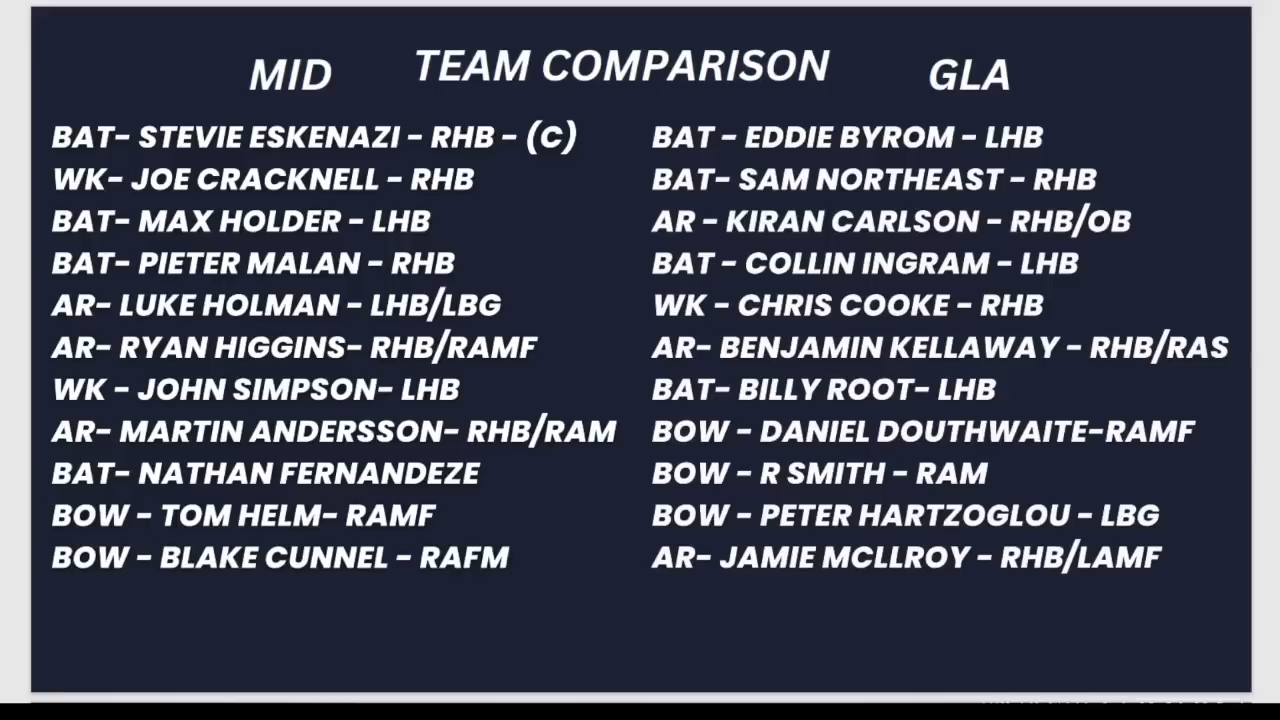 TEAM COMPARISON
MID
BAT- STEVIE ESKENAZI - RHB - (C)
WK- JOE CRACKNELL - RHB
BAT- MAX HOLDER - LHB
BAT- PIETER MALAN - RHB
AR- LUKE HOLMAN - LHB/LBG
AR- RYAN HIGGINS- RHB/RAMF
WK - JOHN SIMPSON- LHB
AR- MARTIN ANDERSSON- RHB/RAM
BAT- NATHAN FERNANDEZE
BOW - TOM HELM- RAMF
BOW - BLAKE CUNNEL - RAFM
GLA
BAT - EDDIE BYROM - LHB
BAT- SAM NORTHEAST - RHB
AR - KIRAN CARLSON - RHB/OB
BAT - COLLIN INGRAM - LHB
WK - CHRIS COOKE - RHB
AR- BENJAMIN KELLAWAY - RHB/RAS
BAT- BILLY ROOT- LHB
BOW - DANIEL DOUTHWAITE-RAMF
BOW - R SMITH - RAM
BOW - PETER HARTZOGLOU - LBG
AR- JAMIE MCLLROY - RHB/LAMF